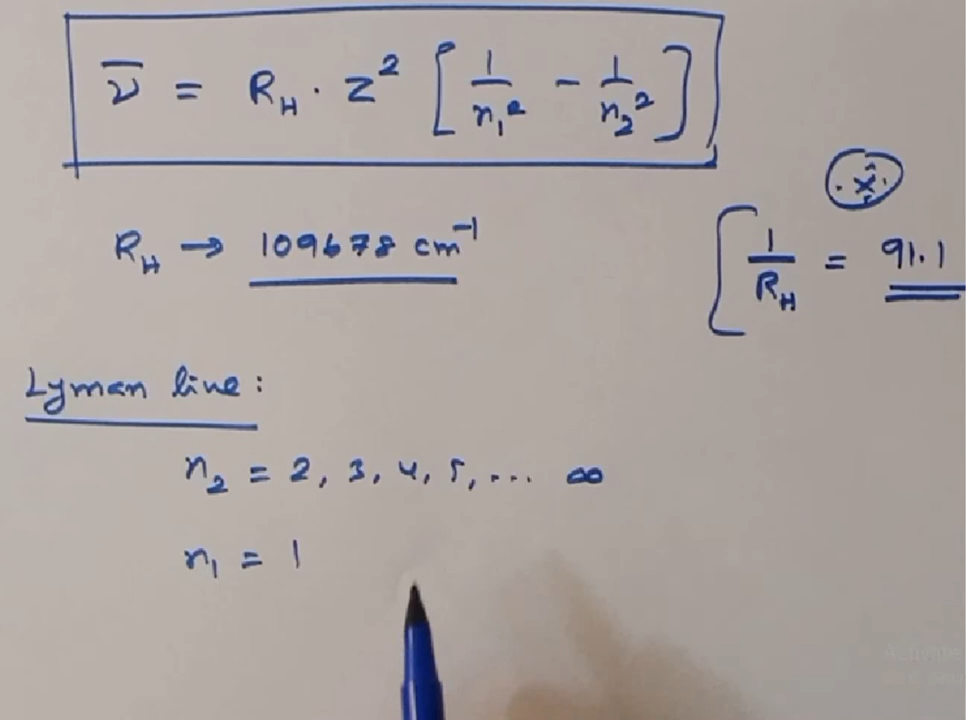 ν̅ = R_H · Z² [ 1/n₁² - 1/n₂² ]
R_H → 109678 cm⁻¹
[ 1/R_H = 91.1
Lyman line :
n₂ = 2, 3, 4, 5, ... ∞
n₁ = 1
Activate